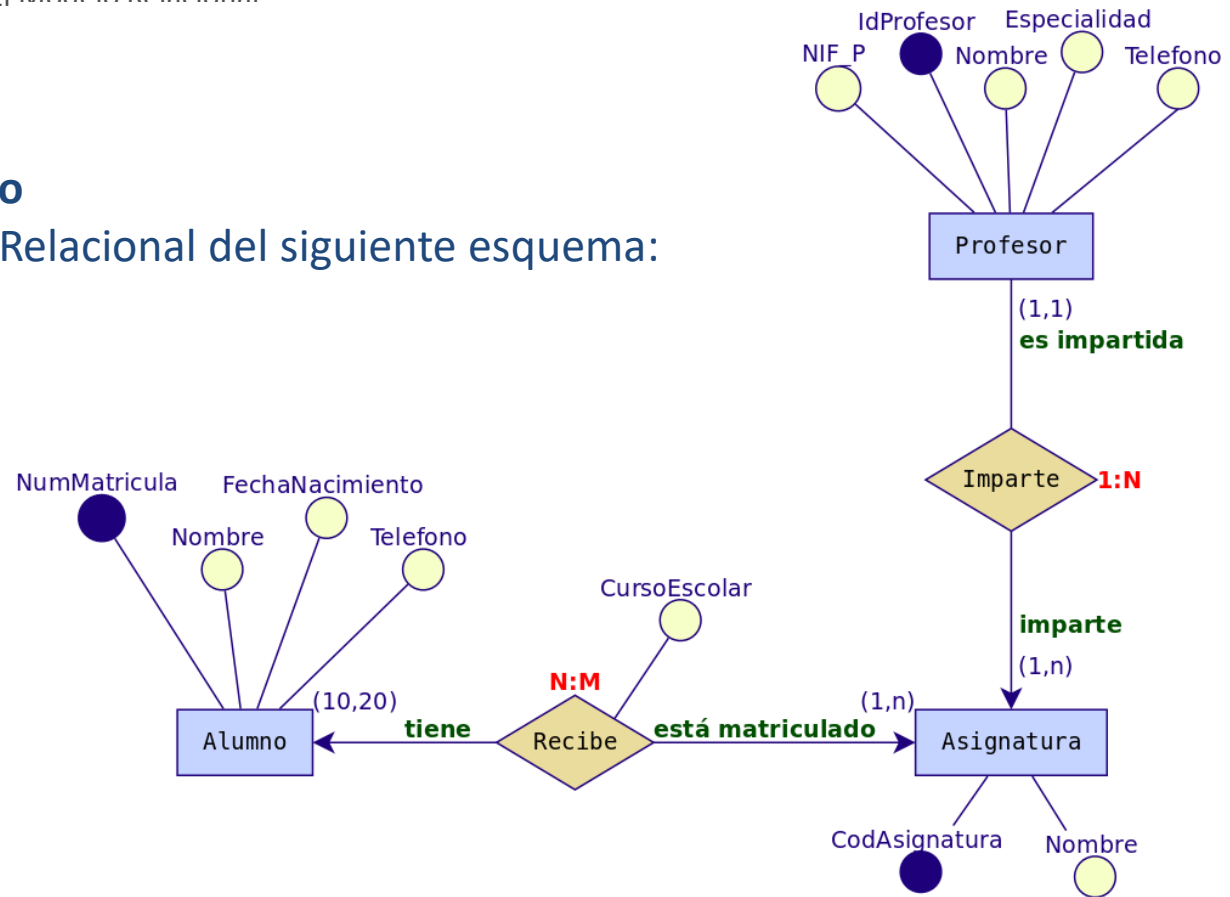 o
Relacional del siguiente esquema:
IdProfesor
Especialidad
NIF_P
Nombre
Telefono
Profesor
(1,1)
es impartida
Imparte
1:N
imparte
(1,n)
NumMatricula
FechaNacimiento
Nombre
Telefono
CursoEscolar
N:M
(10,20)
(1,n)
tiene
está matriculado
Alumno
Recibe
Asignatura
CodAsignatura
Nombre